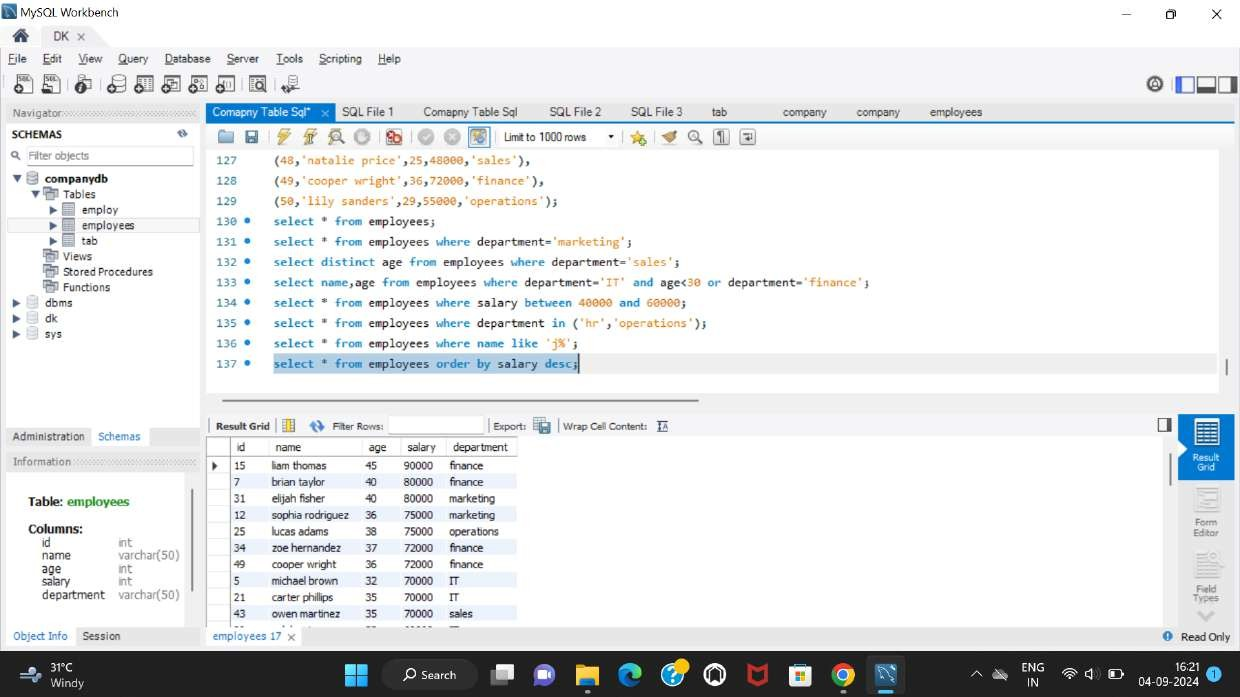 MySQL Workbench
DK
File Edit View Query Database Server Tools Scripting Help
Navigator
SCHEMAS
Filter objects
companydb
Tables
employ
employees
tab
Views
Stored Procedures
Functions
dbms
dk
sys
Administration Schemas
Information
Table: employees
Columns:
id int
name varchar(50)
age int
salary int
department varchar(50)
Object Info Session
Comapny Table Sql* SQL File 1 Comapny Table Sql SQL File 2 SQL File 3 tab company company employees
Limit to 1000 rows
127 (48,'natalie price',25,48000,'sales'),
128 (49,'cooper wright',36,72000,'finance'),
129 (50,'lily sanders',29,55000,'operations');
130 select * from employees;
131 select * from employees where department='marketing';
132 select distinct age from employees where department='sales';
133 select name,age from employees where department='IT' and age<30 or department='finance';
134 select * from employees where salary between 40000 and 60000;
135 select * from employees where department in ('hr','operations');
136 select * from employees where name like 'j%';
137 select * from employees order by salary desc;
Result Grid Filter Rows: Export: Wrap Cell Content:
id name age salary department
15 liam thomas 45 90000 finance
7 brian taylor 40 80000 finance
31 elijah fisher 40 80000 marketing
12 sophia rodriguez 36 75000 marketing
25 lucas adams 38 75000 operations
34 zoe hernandez 37 72000 finance
49 cooper wright 36 72000 finance
5 michael brown 32 70000 IT
21 carter phillips 35 70000 IT
43 owen martinez 35 70000 sales
Result
Grid
Form
Editor
Field
Types
employees 17
Read Only
31°C
Windy
Search
ENG
IN
16:21
04-09-2024
1